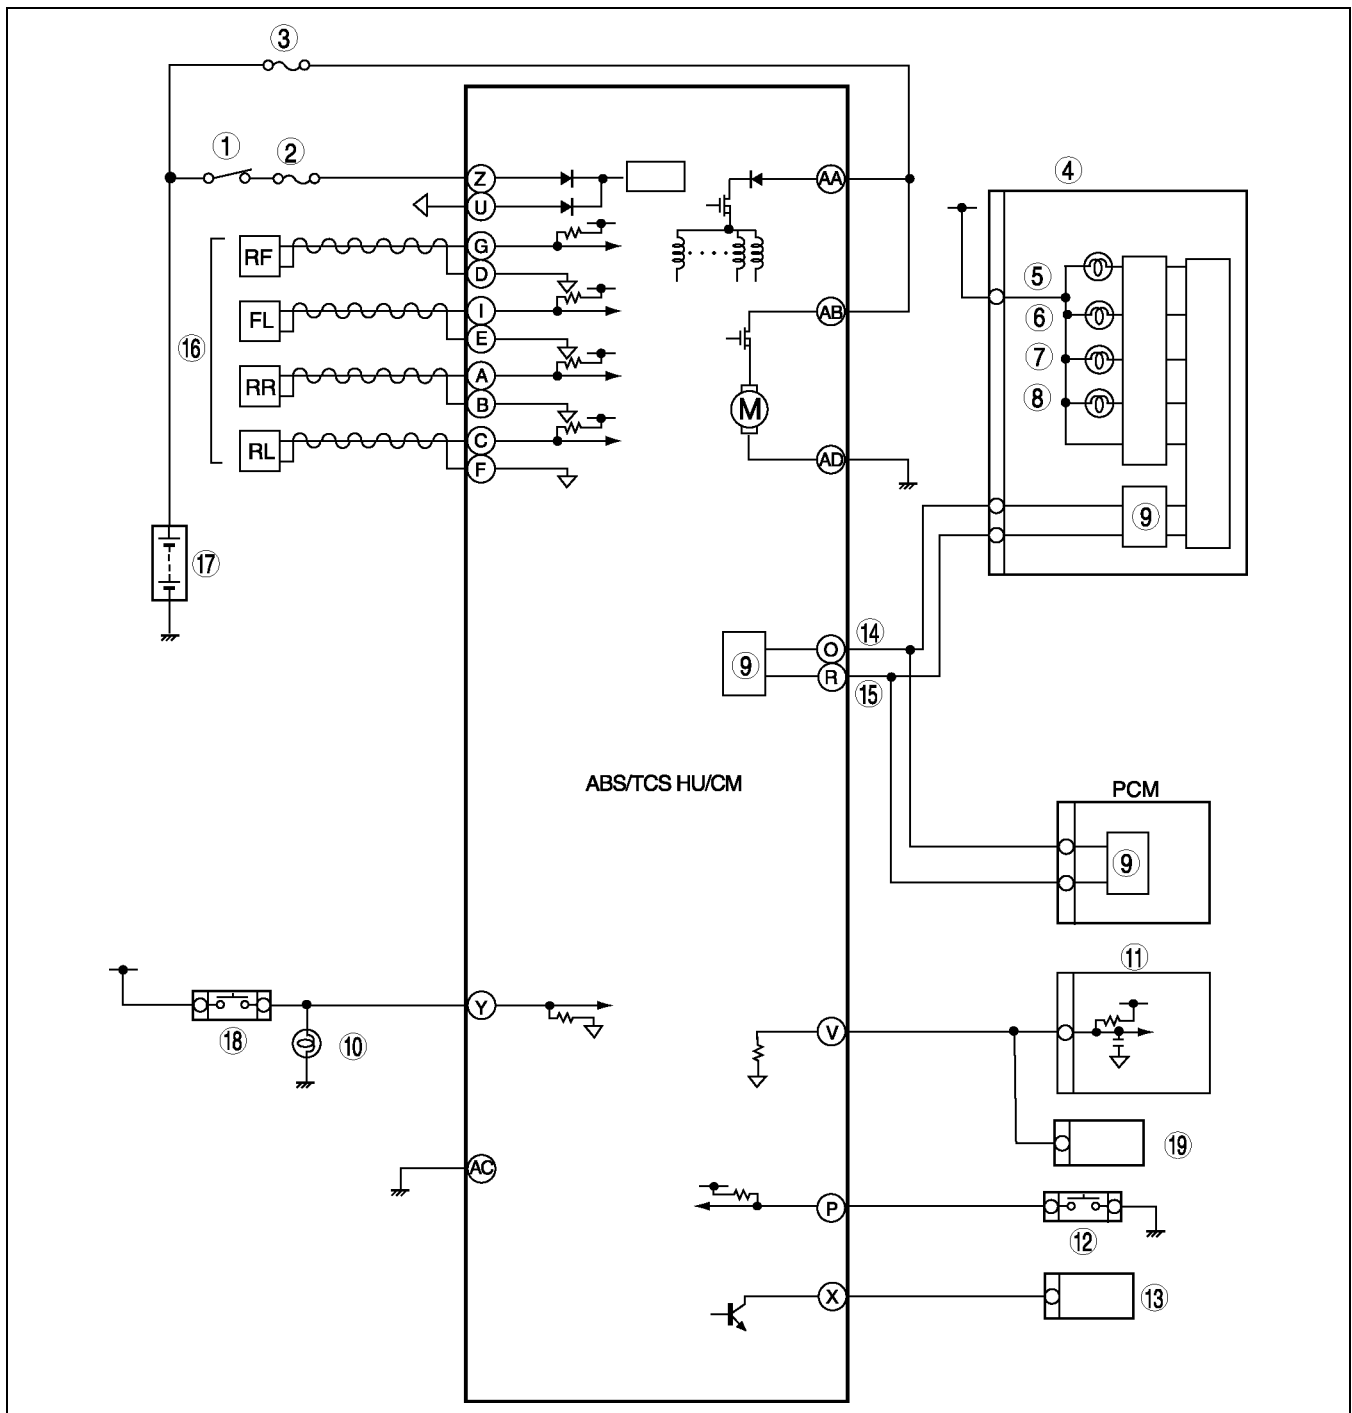 ③
① ② ④
Z AA
U
RF G ⑤
D
FL I AB ⑥
⑯ E ⑦
RR A
B M ⑧
RL C
F AD
⑨
⑰
O ⑭
⑨
R ⑮
ABS/TCS HU/CM PCM
⑨
⑪
Y V
⑱ ⑩
⑲
AC
P
⑫
X ⑬